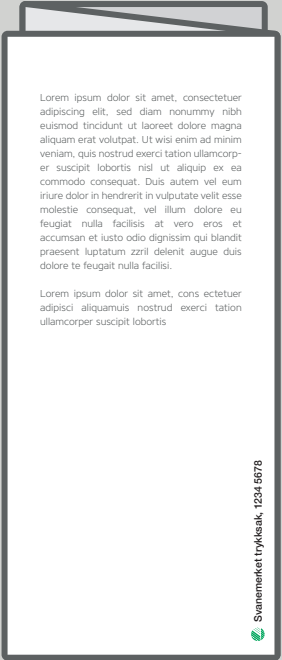 Lorem ipsum dolor sit amet, consectetuer
adipiscing elit, sed diam nonummy nibh
euismod tincidunt ut laoreet dolore magna
aliquam erat volutpat. Ut wisi enim ad minim
veniam, quis nostrud exerci tation ullamcorp-
er suscipit lobortis nisl ut aliquip ex ea
commodo consequat. Duis autem vel eum
iriure dolor in hendrerit in vulputate velit esse
molestie consequat, vel illum dolore eu
feugiat nulla facilisis at vero eros et
accumsan et iusto odio dignissim qui blandit
praesent luptatum zzril delenit augue duis
dolore te feugait nulla facilisi.
Lorem ipsum dolor sit amet, cons ectetuer
adipisci aliquamuis nostrud exerci tation
ullamcorper suscipit lobortis
Svanemerket trykksak, 1234 5678